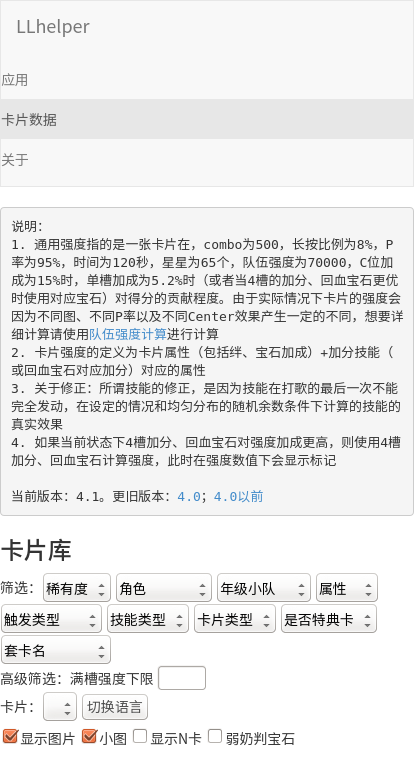 LLhelper
应用
卡片数据
关于
说明：
1. 通用强度指的是一张卡片在，combo为500，长按比例为8%，P
率为95%，时间为120秒，星星为65个，队伍强度为70000，C位加
成为15%时，单槽加成为5.2%时（或者当4槽的加分、回血宝石更优
时使用对应宝石）对得分的贡献程度。由于实际情况下卡片的强度会
因为不同图、不同P率以及不同Center效果产生一定的不同，想要详
细计算请使用队伍强度计算进行计算
2. 卡片强度的定义为卡片属性（包括绊、宝石加成）+加分技能（
或回血宝石对应加分）对应的属性
3. 关于修正：所谓技能的修正，是因为技能在打歌的最后一次不能
完全发动，在设定的情况和均匀分布的随机余数条件下计算的技能的
真实效果
4. 如果当前状态下4槽加分、回血宝石对强度加成更高，则使用4槽
加分、回血宝石计算强度，此时在强度数值下会显示标记
当前版本：4.1。更旧版本：4.0；4.0以前
卡片库
筛选： 稀有度 角色 年级小队 属性
触发类型 技能类型 卡片类型 是否特典卡
套卡名
高级筛选：满槽强度下限
卡片： 切换语言
显示图片 小图 显示N卡 弱奶判宝石